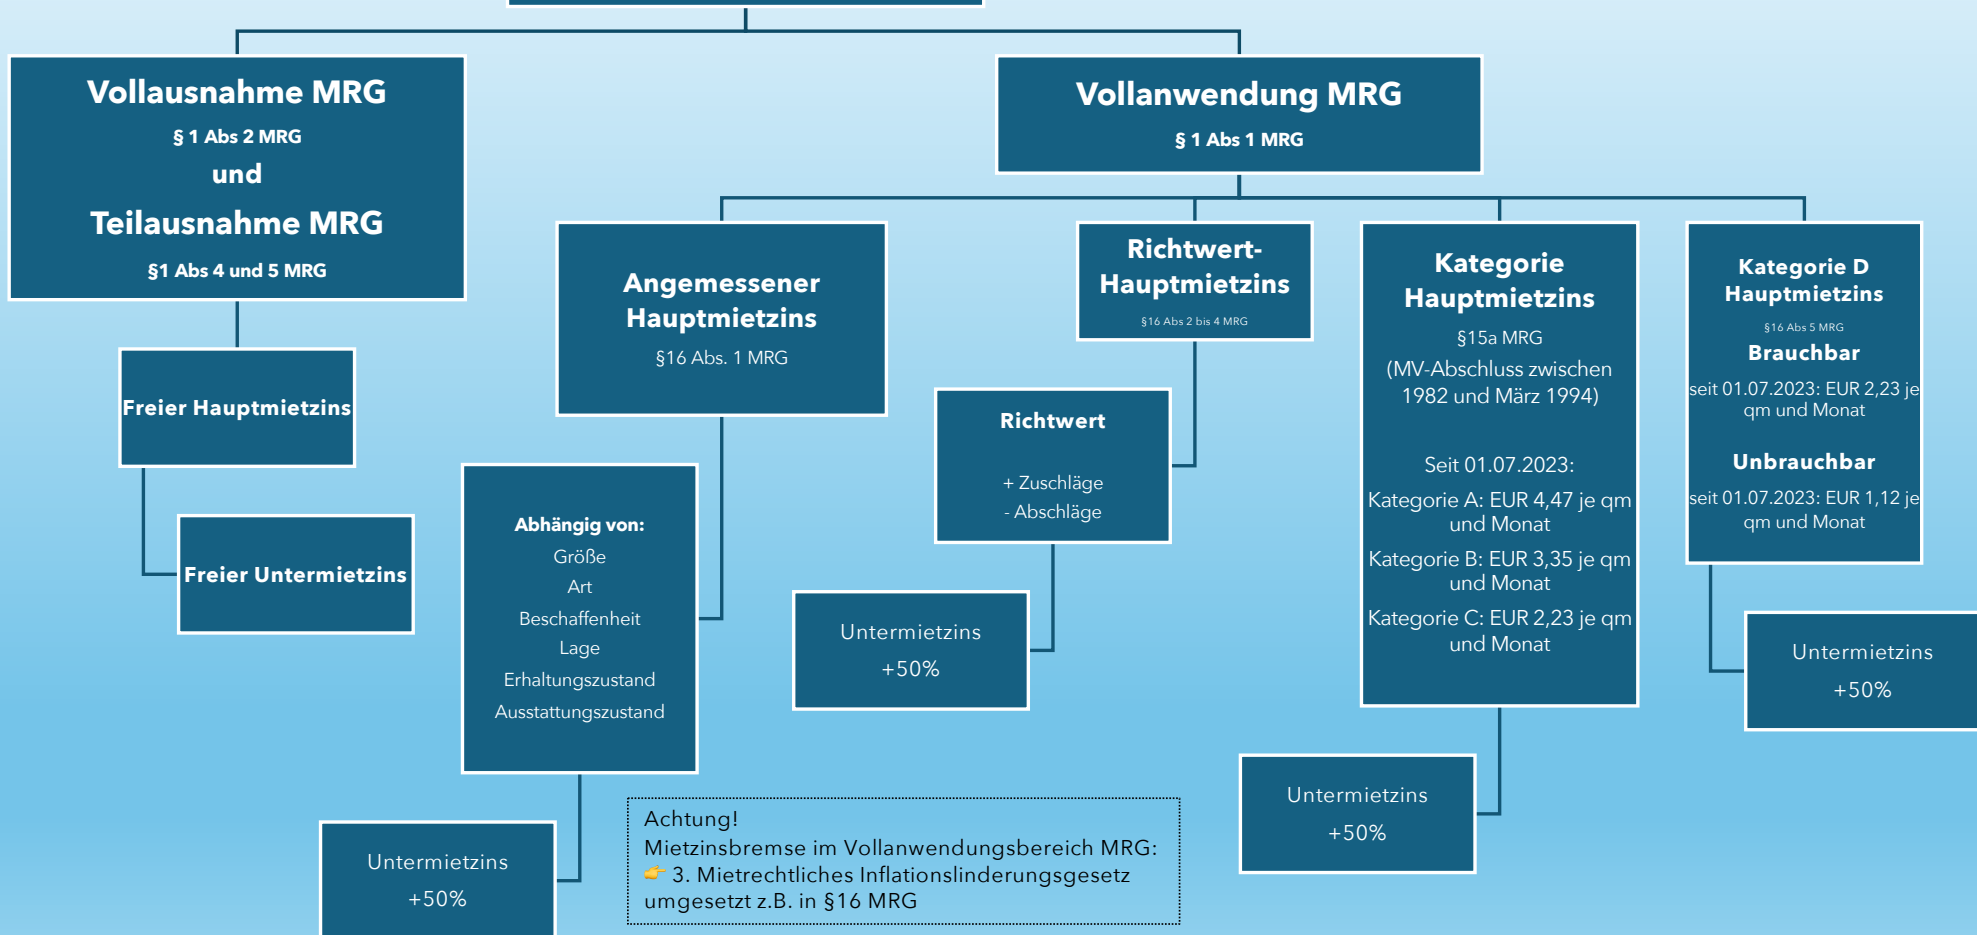 Vollausnahme MRG
§ 1 Abs 2 MRG
und
Teilausnahme MRG
§1 Abs 4 und 5 MRG
Freier Hauptmietzins
Freier Untermietzins
Vollanwendung MRG
§ 1 Abs 1 MRG
Angemessener
Hauptmietzins
§16 Abs. 1 MRG
Abhängig von:
Größe
Art
Beschaffenheit
Lage
Erhaltungszustand
Ausstattungszustand
Untermietzins
+50%
Richtwert-
Hauptmietzins
§16 Abs 2 bis 4 MRG
Richtwert
+ Zuschläge
- Abschläge
Untermietzins
+50%
Kategorie
Hauptmietzins
§15a MRG
(MV-Abschluss zwischen
1982 und März 1994)
Seit 01.07.2023:
Kategorie A: EUR 4,47 je qm
und Monat
Kategorie B: EUR 3,35 je qm
und Monat
Kategorie C: EUR 2,23 je qm
und Monat
Untermietzins
+50%
Kategorie D
Hauptmietzins
§16 Abs 5 MRG
Brauchbar
seit 01.07.2023: EUR 2,23 je
qm und Monat
Unbrauchbar
seit 01.07.2023: EUR 1,12 je
qm und Monat
Untermietzins
+50%
Achtung!
Mietzinsbremse im Vollanwendungsbereich MRG:
👉 3. Mietrechtliches Inflationslinderungsgesetz
umgesetzt z.B. in §16 MRG